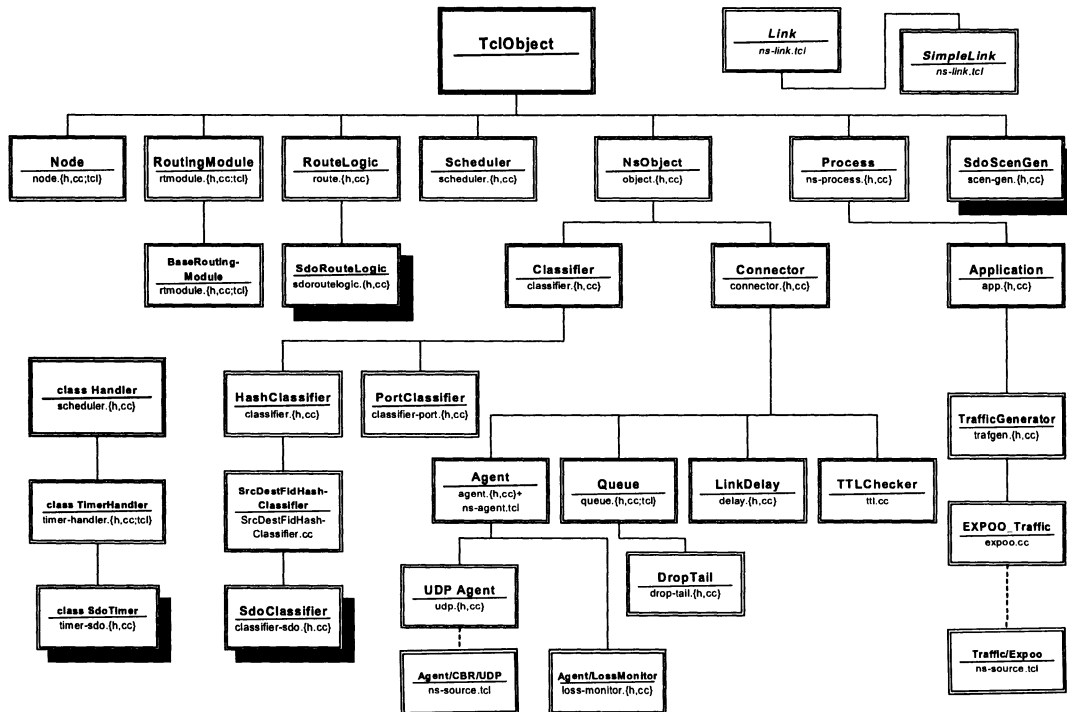 TclObject
Link
ns-link.tcl
SimpleLink
ns-link.tcl
Node
node.{h,cc;tcl}
RoutingModule
rtmodule.{h,cc;tcl}
RouteLogic
route.{h,cc}
Scheduler
scheduler.{h,cc}
NsObject
object.{h,cc}
Process
ns-process.{h,cc}
SdoScenGen
scen-gen.{h,cc}
BaseRouting-
Module
rtmodule.{h,cc;tcl}
SdoRouteLogic
sdoroutelogic.{h,cc}
Classifier
classifier.{h,cc}
Connector
connector.{h,cc}
Application
app.{h,cc}
class Handler
scheduler.{h,cc}
HashClassifier
classifier.{h,cc}
PortClassifier
classifier-port.{h,cc}
TrafficGenerator
trafgen.{h,cc}
class TimerHandler
timer-handler.{h,cc;tcl}
SrcDestFidHash-
Classifier
SrcDestFidHash-
Classifier.cc
Agent
agent.{h,cc}+
ns-agent.tcl
Queue
queue.{h,cc;tcl}
LinkDelay
delay.{h,cc}
TTLChecker
ttl.cc
EXPOO_Traffic
expoo.cc
class SdoTimer
timer-sdo.{h,cc}
SdoClassifier
classifier-sdo.{h.cc}
UDP Agent
udp.{h,cc}
DropTail
drop-tail.{h,cc}
Agent/CBR/UDP
ns-source.tcl
Agent/LossMonitor
loss-monitor.{h,cc}
Traffic/Expoo
ns-source.tcl